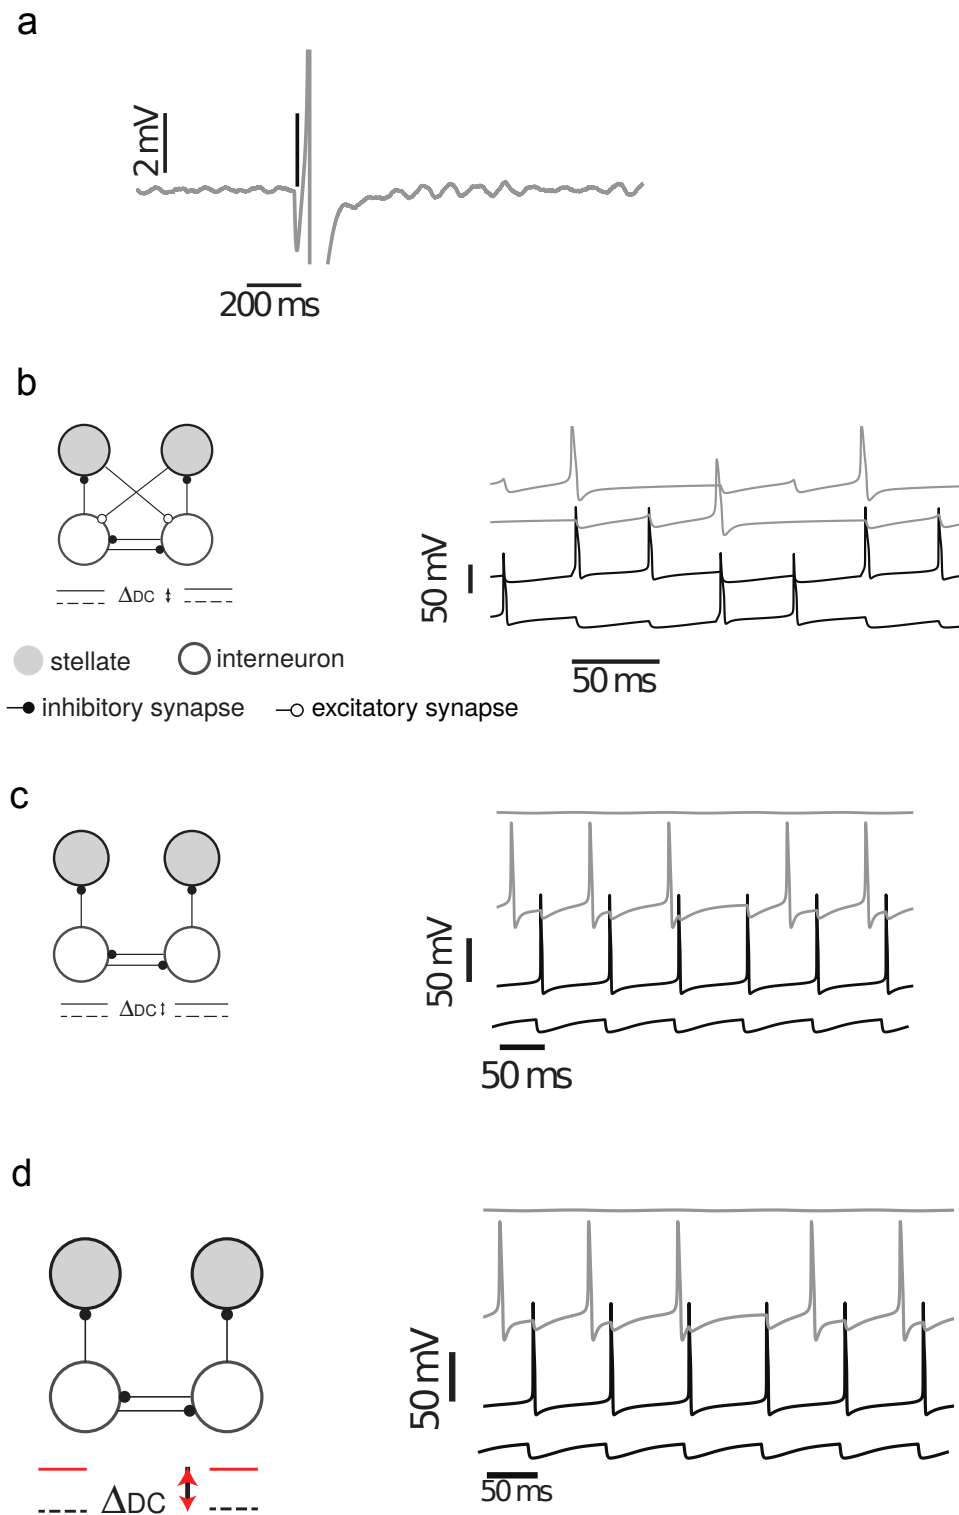 a
2 mV
200 ms
b
ΔDC
50 mV
50 ms
stellate
interneuron
inhibitory synapse
excitatory synapse
c
ΔDC
50 mV
50 ms
d
ΔDC
50 mV
50 ms